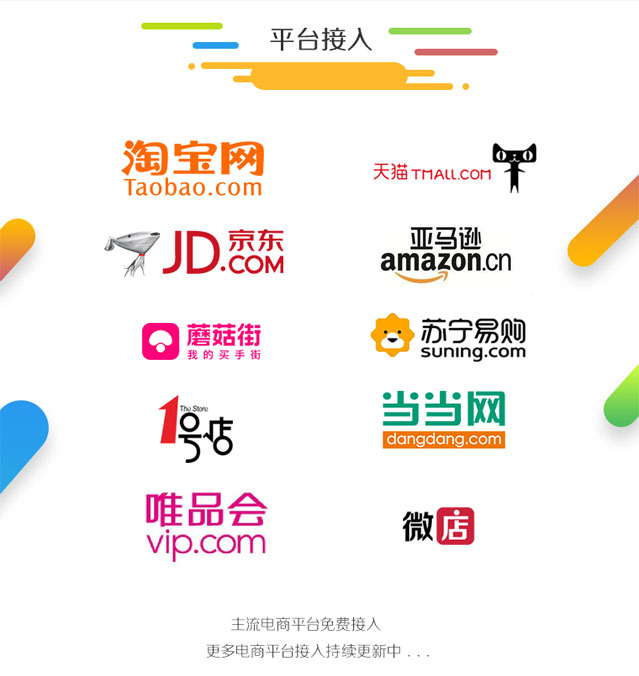 平台接入
淘宝网
Taobao.com
天猫 TMALL.COM
JD京东
.COM
亚马逊
amazon.cn
蘑菇街
我的买手街
苏宁易购
suning.com
The Store
1号店
当当网
dangdang.com
唯品会
vip.com
微店
主流电商平台免费接入
更多电商平台接入持续更新中 . . .